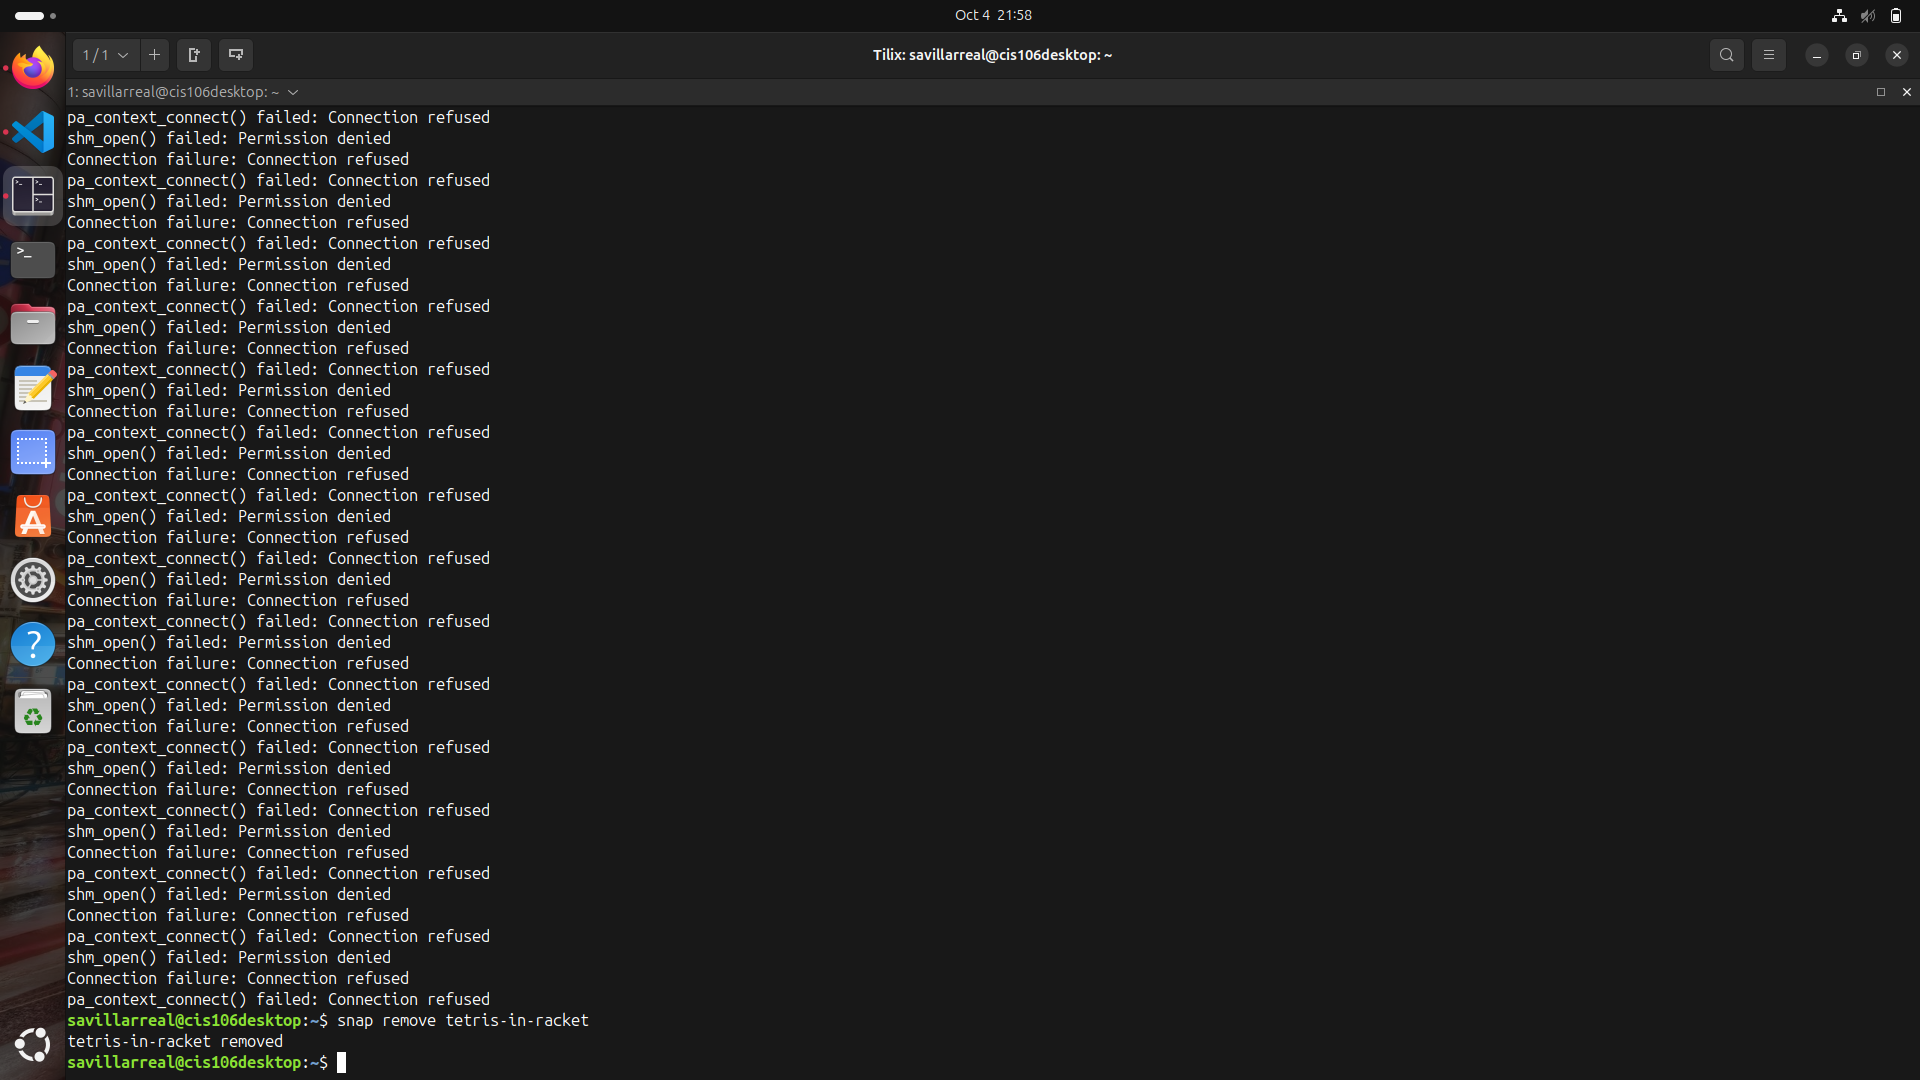 Oct 4 21:58
1 / 1
Tilix: savillarreal@cis106desktop: ~
1: savillarreal@cis106desktop: ~
pa_context_connect() failed: Connection refused
shm_open() failed: Permission denied
Connection failure: Connection refused
pa_context_connect() failed: Connection refused
shm_open() failed: Permission denied
Connection failure: Connection refused
pa_context_connect() failed: Connection refused
shm_open() failed: Permission denied
Connection failure: Connection refused
pa_context_connect() failed: Connection refused
shm_open() failed: Permission denied
Connection failure: Connection refused
pa_context_connect() failed: Connection refused
shm_open() failed: Permission denied
Connection failure: Connection refused
pa_context_connect() failed: Connection refused
shm_open() failed: Permission denied
Connection failure: Connection refused
pa_context_connect() failed: Connection refused
shm_open() failed: Permission denied
Connection failure: Connection refused
pa_context_connect() failed: Connection refused
shm_open() failed: Permission denied
Connection failure: Connection refused
pa_context_connect() failed: Connection refused
shm_open() failed: Permission denied
Connection failure: Connection refused
pa_context_connect() failed: Connection refused
shm_open() failed: Permission denied
Connection failure: Connection refused
pa_context_connect() failed: Connection refused
shm_open() failed: Permission denied
Connection failure: Connection refused
pa_context_connect() failed: Connection refused
shm_open() failed: Permission denied
Connection failure: Connection refused
pa_context_connect() failed: Connection refused
shm_open() failed: Permission denied
Connection failure: Connection refused
pa_context_connect() failed: Connection refused
shm_open() failed: Permission denied
Connection failure: Connection refused
pa_context_connect() failed: Connection refused
savillarreal@cis106desktop:~$ snap remove tetris-in-racket
tetris-in-racket removed
savillarreal@cis106desktop:~$